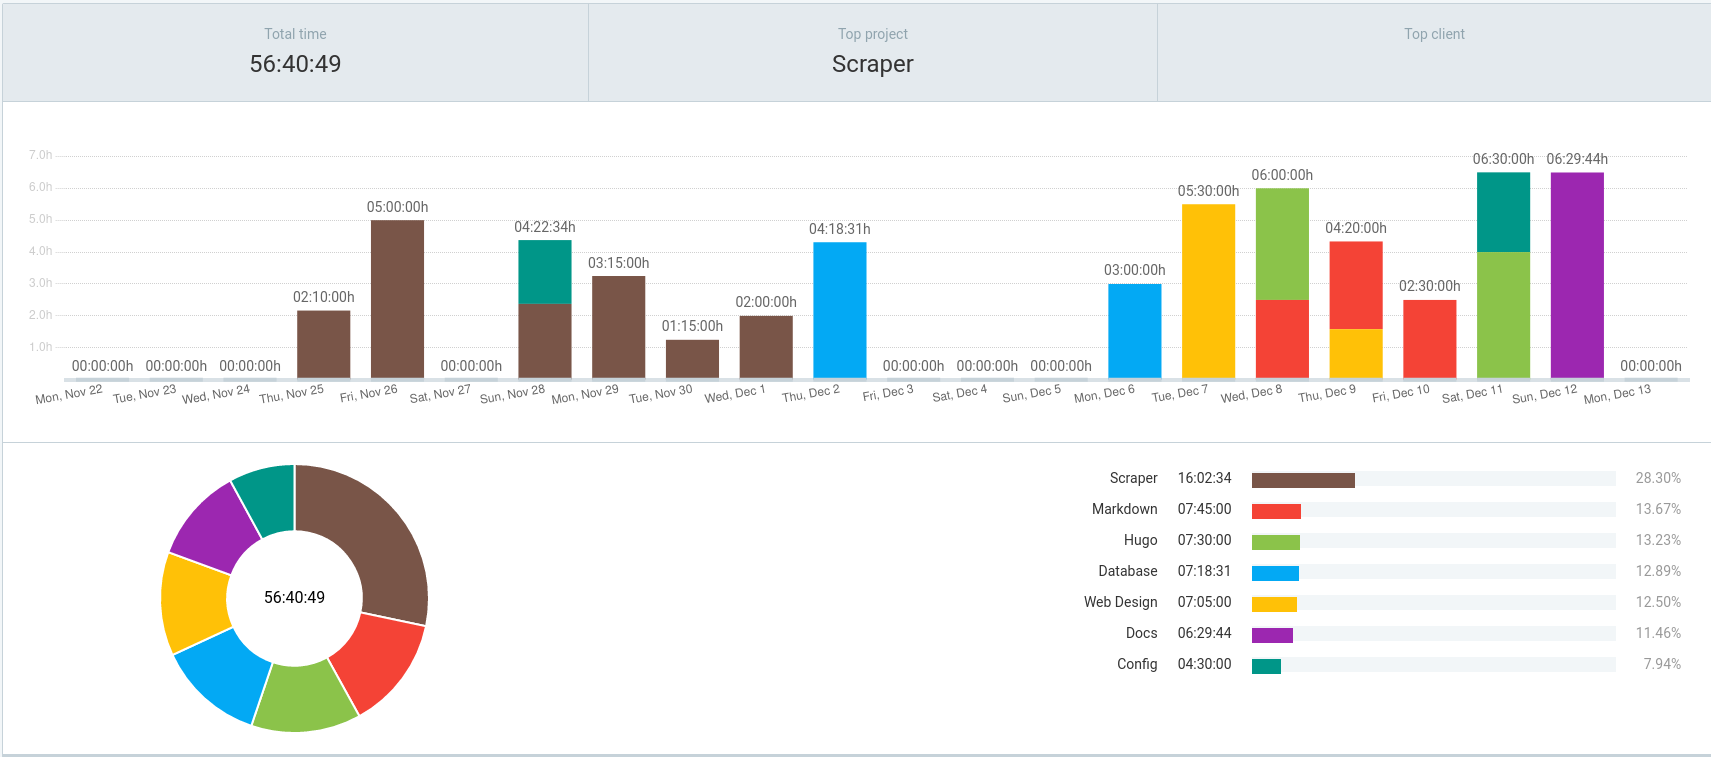 Total time
56:40:49
Top project
Scraper
Top client
7.0h
6.0h
5.0h
4.0h
3.0h
2.0h
1.0h
00:00:00h
00:00:00h
00:00:00h
02:10:00h
05:00:00h
00:00:00h
04:22:34h
03:15:00h
01:15:00h
02:00:00h
04:18:31h
00:00:00h
00:00:00h
00:00:00h
03:00:00h
05:30:00h
06:00:00h
04:20:00h
02:30:00h
06:30:00h
06:29:44h
00:00:00h
Mon, Nov 22
Tue, Nov 23
Wed, Nov 24
Thu, Nov 25
Fri, Nov 26
Sat, Nov 27
Sun, Nov 28
Mon, Nov 29
Tue, Nov 30
Wed, Dec 1
Thu, Dec 2
Fri, Dec 3
Sat, Dec 4
Sun, Dec 5
Mon, Dec 6
Tue, Dec 7
Wed, Dec 8
Thu, Dec 9
Fri, Dec 10
Sat, Dec 11
Sun, Dec 12
Mon, Dec 13
56:40:49
Scraper 16:02:34 28.30%
Markdown 07:45:00 13.67%
Hugo 07:30:00 13.23%
Database 07:18:31 12.89%
Web Design 07:05:00 12.50%
Docs 06:29:44 11.46%
Config 04:30:00 7.94%